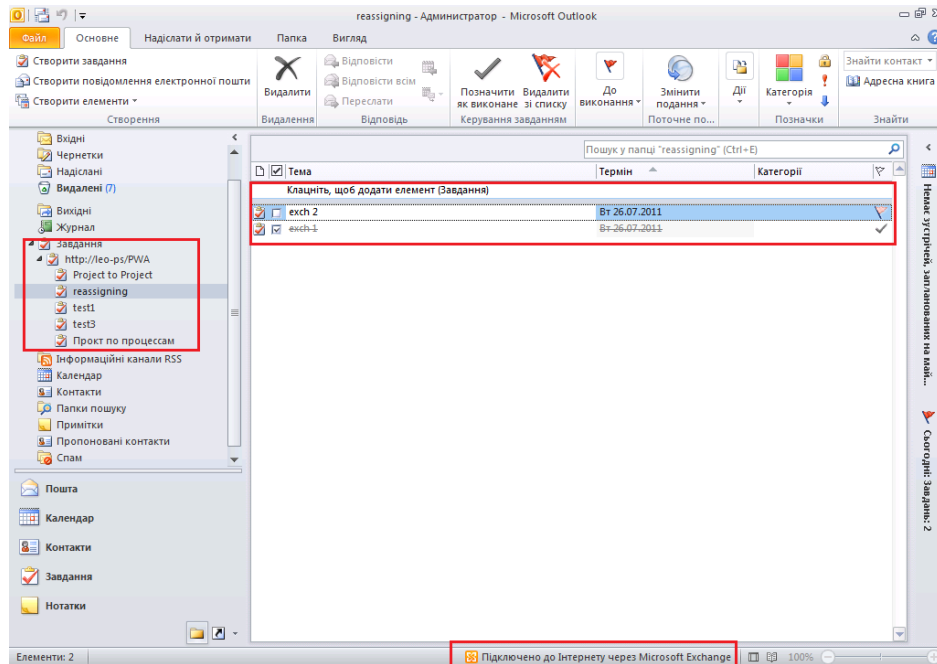 reassigning - Администратор - Microsoft Outlook
Файл Основне Надіслати й отримати Папка Вигляд
Створити завдання
Створити повідомлення електронної пошти
Створити елементи
Створення
Видалити
Видалення
Відповісти
Відповісти всім
Переслати
Відповідь
Позначити як виконане
Видалити зі списку
Керування завданням
До виконання
Змінити подання
Поточне по...
Дії
Категорія
Позначки
Знайти контакт
Адресна книга
Знайти
Вхідні
Чернетки
Надіслані
Видалені (7)
Вихідні
Журнал
Завдання
http://leo-ps/PWA
Project to Project
reassigning
test1
test3
Прокт по процессам
Інформаційні канали RSS
Календар
Контакти
Папки пошуку
Примітки
Пропоновані контакти
Спам
Пошта
Календар
Контакти
Завдання
Нотатки
Пошук у папці "reassigning" (Ctrl+E)
Тема Термін Категорії
Клацніть, щоб додати елемент (Завдання)
exch 2 Вт 26.07.2011
exch 1 Вт 26.07.2011
Немає зустрічей, запланованих на май...
Сьогодні: Завдань: 2
Елементи: 2 Підключено до Інтернету через Microsoft Exchange 100%